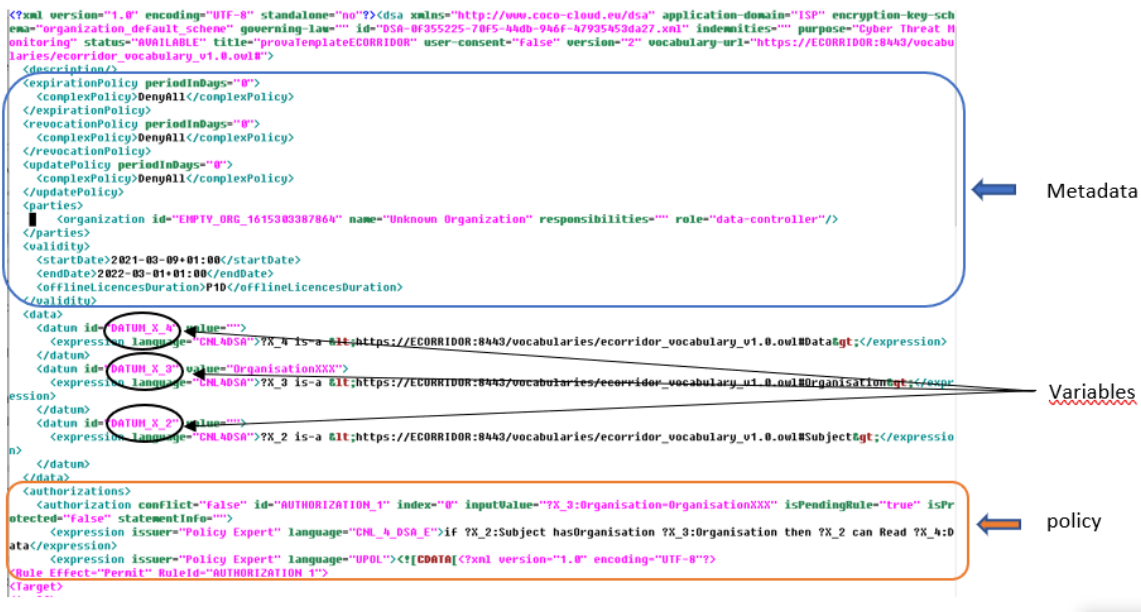 <?xml version="1.0" encoding="UTF-8" standalone="no"?><dsa xmlns="http://www.coco-cloud.eu/dsa" application-domain="ISP" encryption-key-sch
ema="organization_default_scheme" governing-law="" id="DSA-0f355225-70f5-44db-946f-47935453da27.xml" indemnities="" purpose="Cyber Threat M
onitoring" status="AVAILABLE" title="provaTemplateECORRIDOR" user-consent="false" version="2" vocabulary-url="https://ECORRIDOR:8443/vocabu
laries/ecorridor_vocabulary_v1.0.owl#">
<description/>
<expirationPolicy periodInDays="0">
<complexPolicy>DenyAll</complexPolicy>
</expirationPolicy>
<revocationPolicy periodInDays="0">
<complexPolicy>DenyAll</complexPolicy>
</revocationPolicy>
<updatePolicy periodInDays="0">
<complexPolicy>DenyAll</complexPolicy>
</updatePolicy>
<parties>
<organization id="EMPTY_ORG_1615303387864" name="Unknown Organization" responsibilities="" role="data-controller"/>
</parties>
<validity>
<startDate>2021-03-09+01:00</startDate>
<endDate>2022-03-01+01:00</endDate>
<offlineLicencesDuration>P1D</offlineLicencesDuration>
</validity>
Metadata
<data>
<datum id="DATUM_X_4" value="">
<expression language="CNL4DSA">?X_4 is-a &lt;https://ECORRIDOR:8443/vocabularies/ecorridor_vocabulary_v1.0.owl#Data&gt;</expression>
</datum>
<datum id="DATUM_X_3" value="OrganisationXXX">
<expression language="CNL4DSA">?X_3 is-a &lt;https://ECORRIDOR:8443/vocabularies/ecorridor_vocabulary_v1.0.owl#Organisation&gt;</expr
ession>
</datum>
<datum id="DATUM_X_2" value="">
<expression language="CNL4DSA">?X_2 is-a &lt;https://ECORRIDOR:8443/vocabularies/ecorridor_vocabulary_v1.0.owl#Subject&gt;</expressio
n>
</datum>
</data>
Variables
<authorizations>
<authorization conflict="false" id="AUTHORIZATION_1" index="0" inputValue="?X_3:Organisation=OrganisationXXX" isPendingRule="true" isPr
otected="false" statementInfo="">
<expression issuer="Policy Expert" language="CNL_4_DSA_E">if ?X_2:Subject hasOrganisation ?X_3:Organisation then ?X_2 can Read ?X_4:D
ata</expression>
<expression issuer="Policy Expert" language="UPOL"><![CDATA[<?xml version="1.0" encoding="UTF-8"?>
<Rule Effect="Permit" RuleId="AUTHORIZATION_1">
<Target>
policy